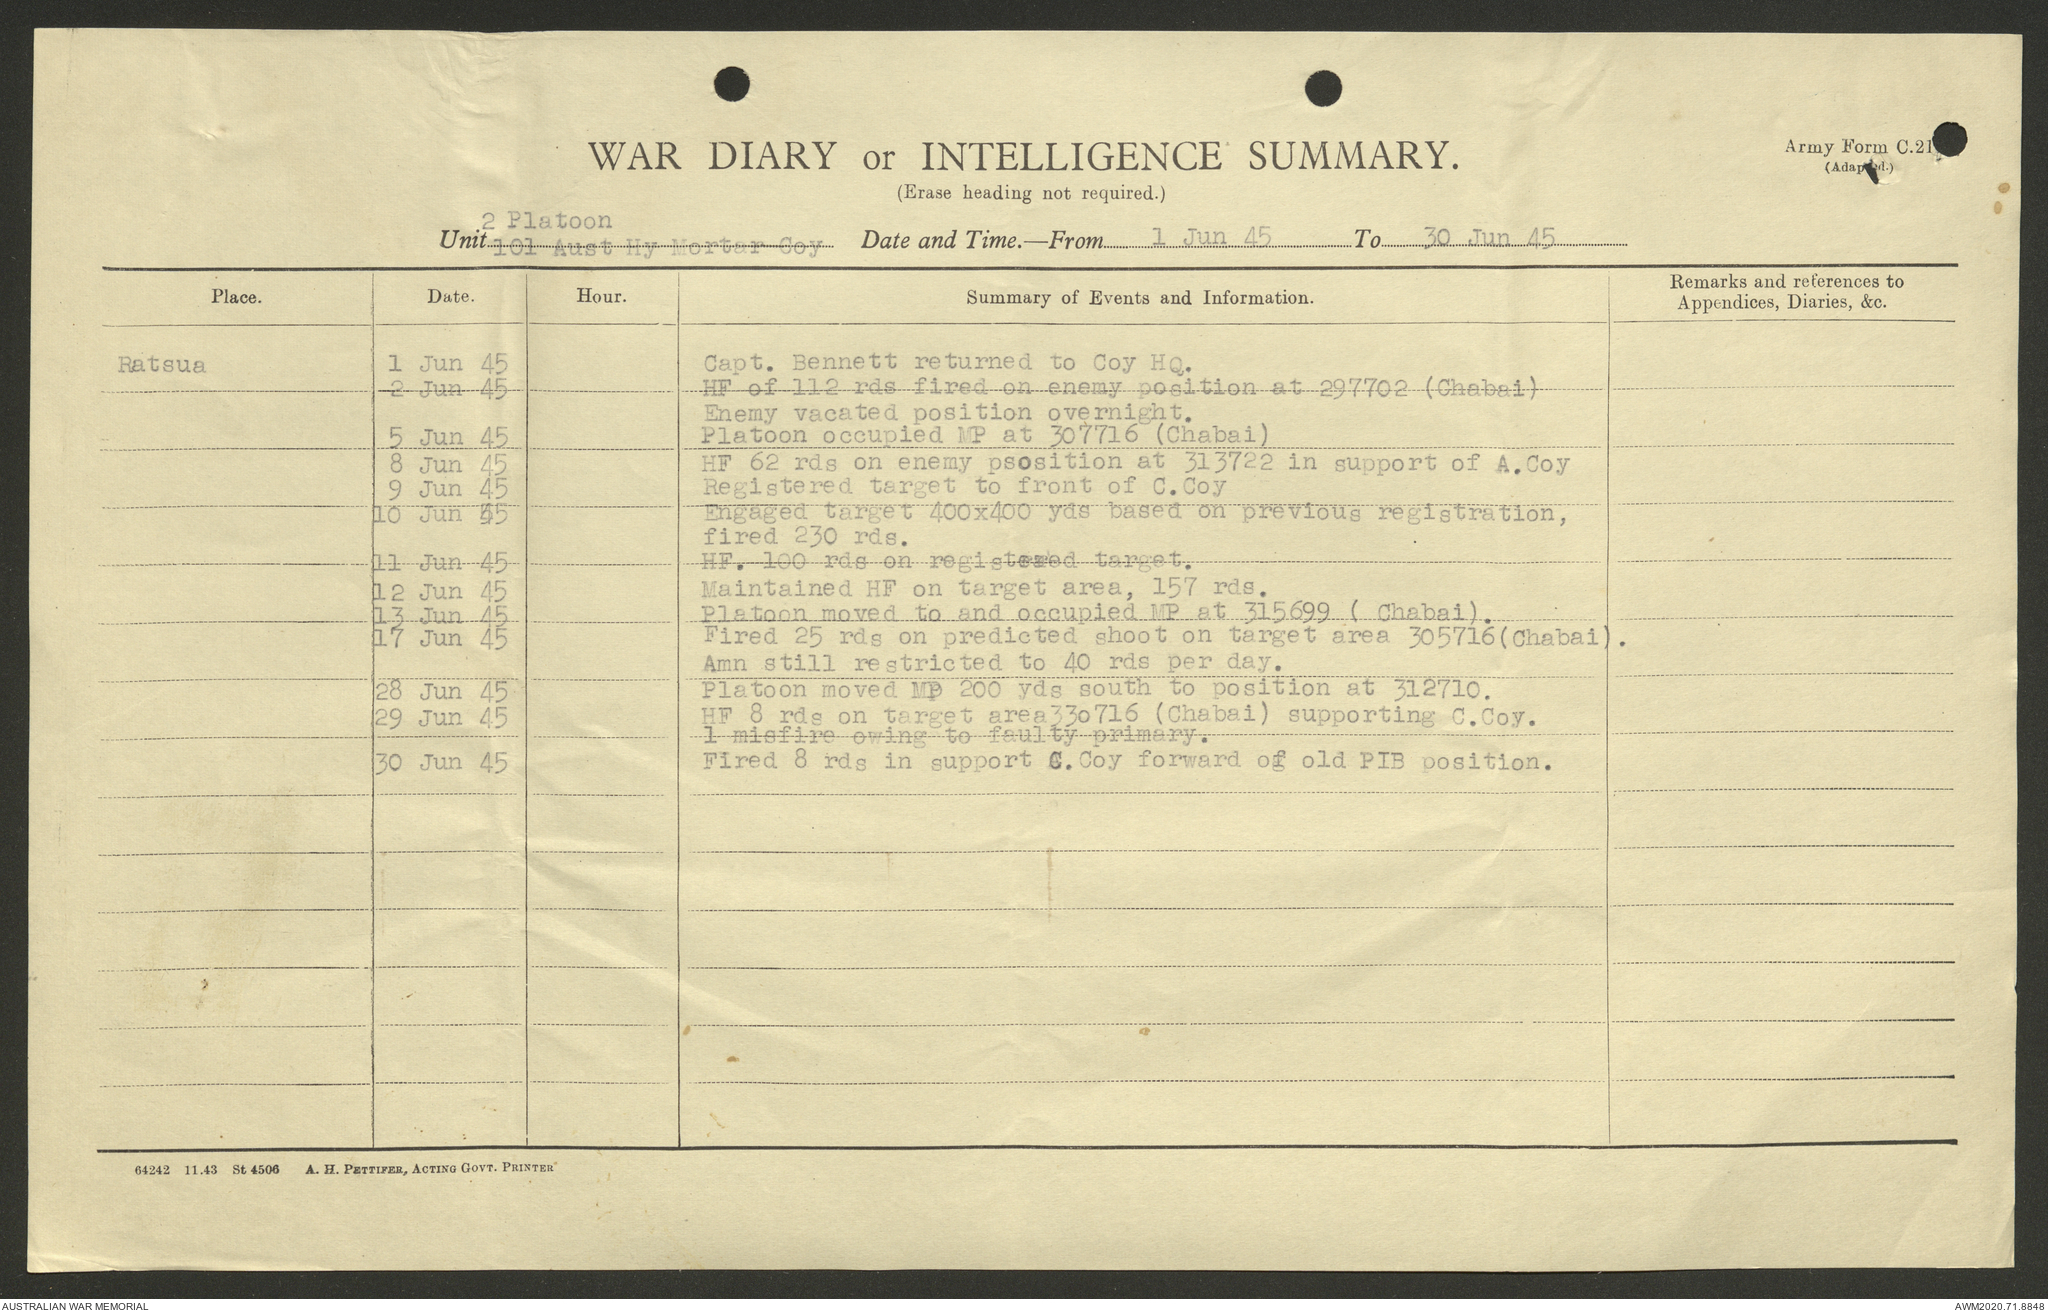 WAR DIARY or INTELLIGENCE SUMMARY.
(Erase heading not required.)
Army Form C.21
(Adapted.)
2 Platoon
Unit 101 Aust Hy Mortar Coy Date and Time.—From 1 Jun 45 To 30 Jun 45
Place. Date. Hour. Summary of Events and Information. Remarks and references to Appendices, Diaries, &c.
Ratsua 1 Jun 45 Capt. Bennett returned to Coy HQ.
2 Jun 45 HF of 112 rds fired on enemy position at 297702 (Chabai)
Enemy vacated position overnight.
5 Jun 45 Platoon occupied MP at 307716 (Chabai)
8 Jun 45 HF 62 rds on enemy psosition at 313722 in support of A.Coy
9 Jun 45 Registered target to front of C.Coy
10 Jun 45 Engaged target 400x400 yds based on previous registration,
fired 230 rds.
11 Jun 45 HF. 100 rds on registered target.
12 Jun 45 Maintained HF on target area, 157 rds.
13 Jun 45 Platoon moved to and occupied MP at 315699 ( Chabai).
17 Jun 45 Fired 25 rds on predicted shoot on target area 305716(Chabai).
Amn still restricted to 40 rds per day.
28 Jun 45 Platoon moved MP 200 yds south to position at 312710.
29 Jun 45 HF 8 rds on target area330716 (Chabai) supporting C.Coy.
1 misfire owing to faulty primary.
30 Jun 45 Fired 8 rds in support C.Coy forward of old PIB position.
64242 11.43 St 4506 A. H. PETTIFER, ACTING GOVT. PRINTER
AUSTRALIAN WAR MEMORIAL
AWM2020.71.8848